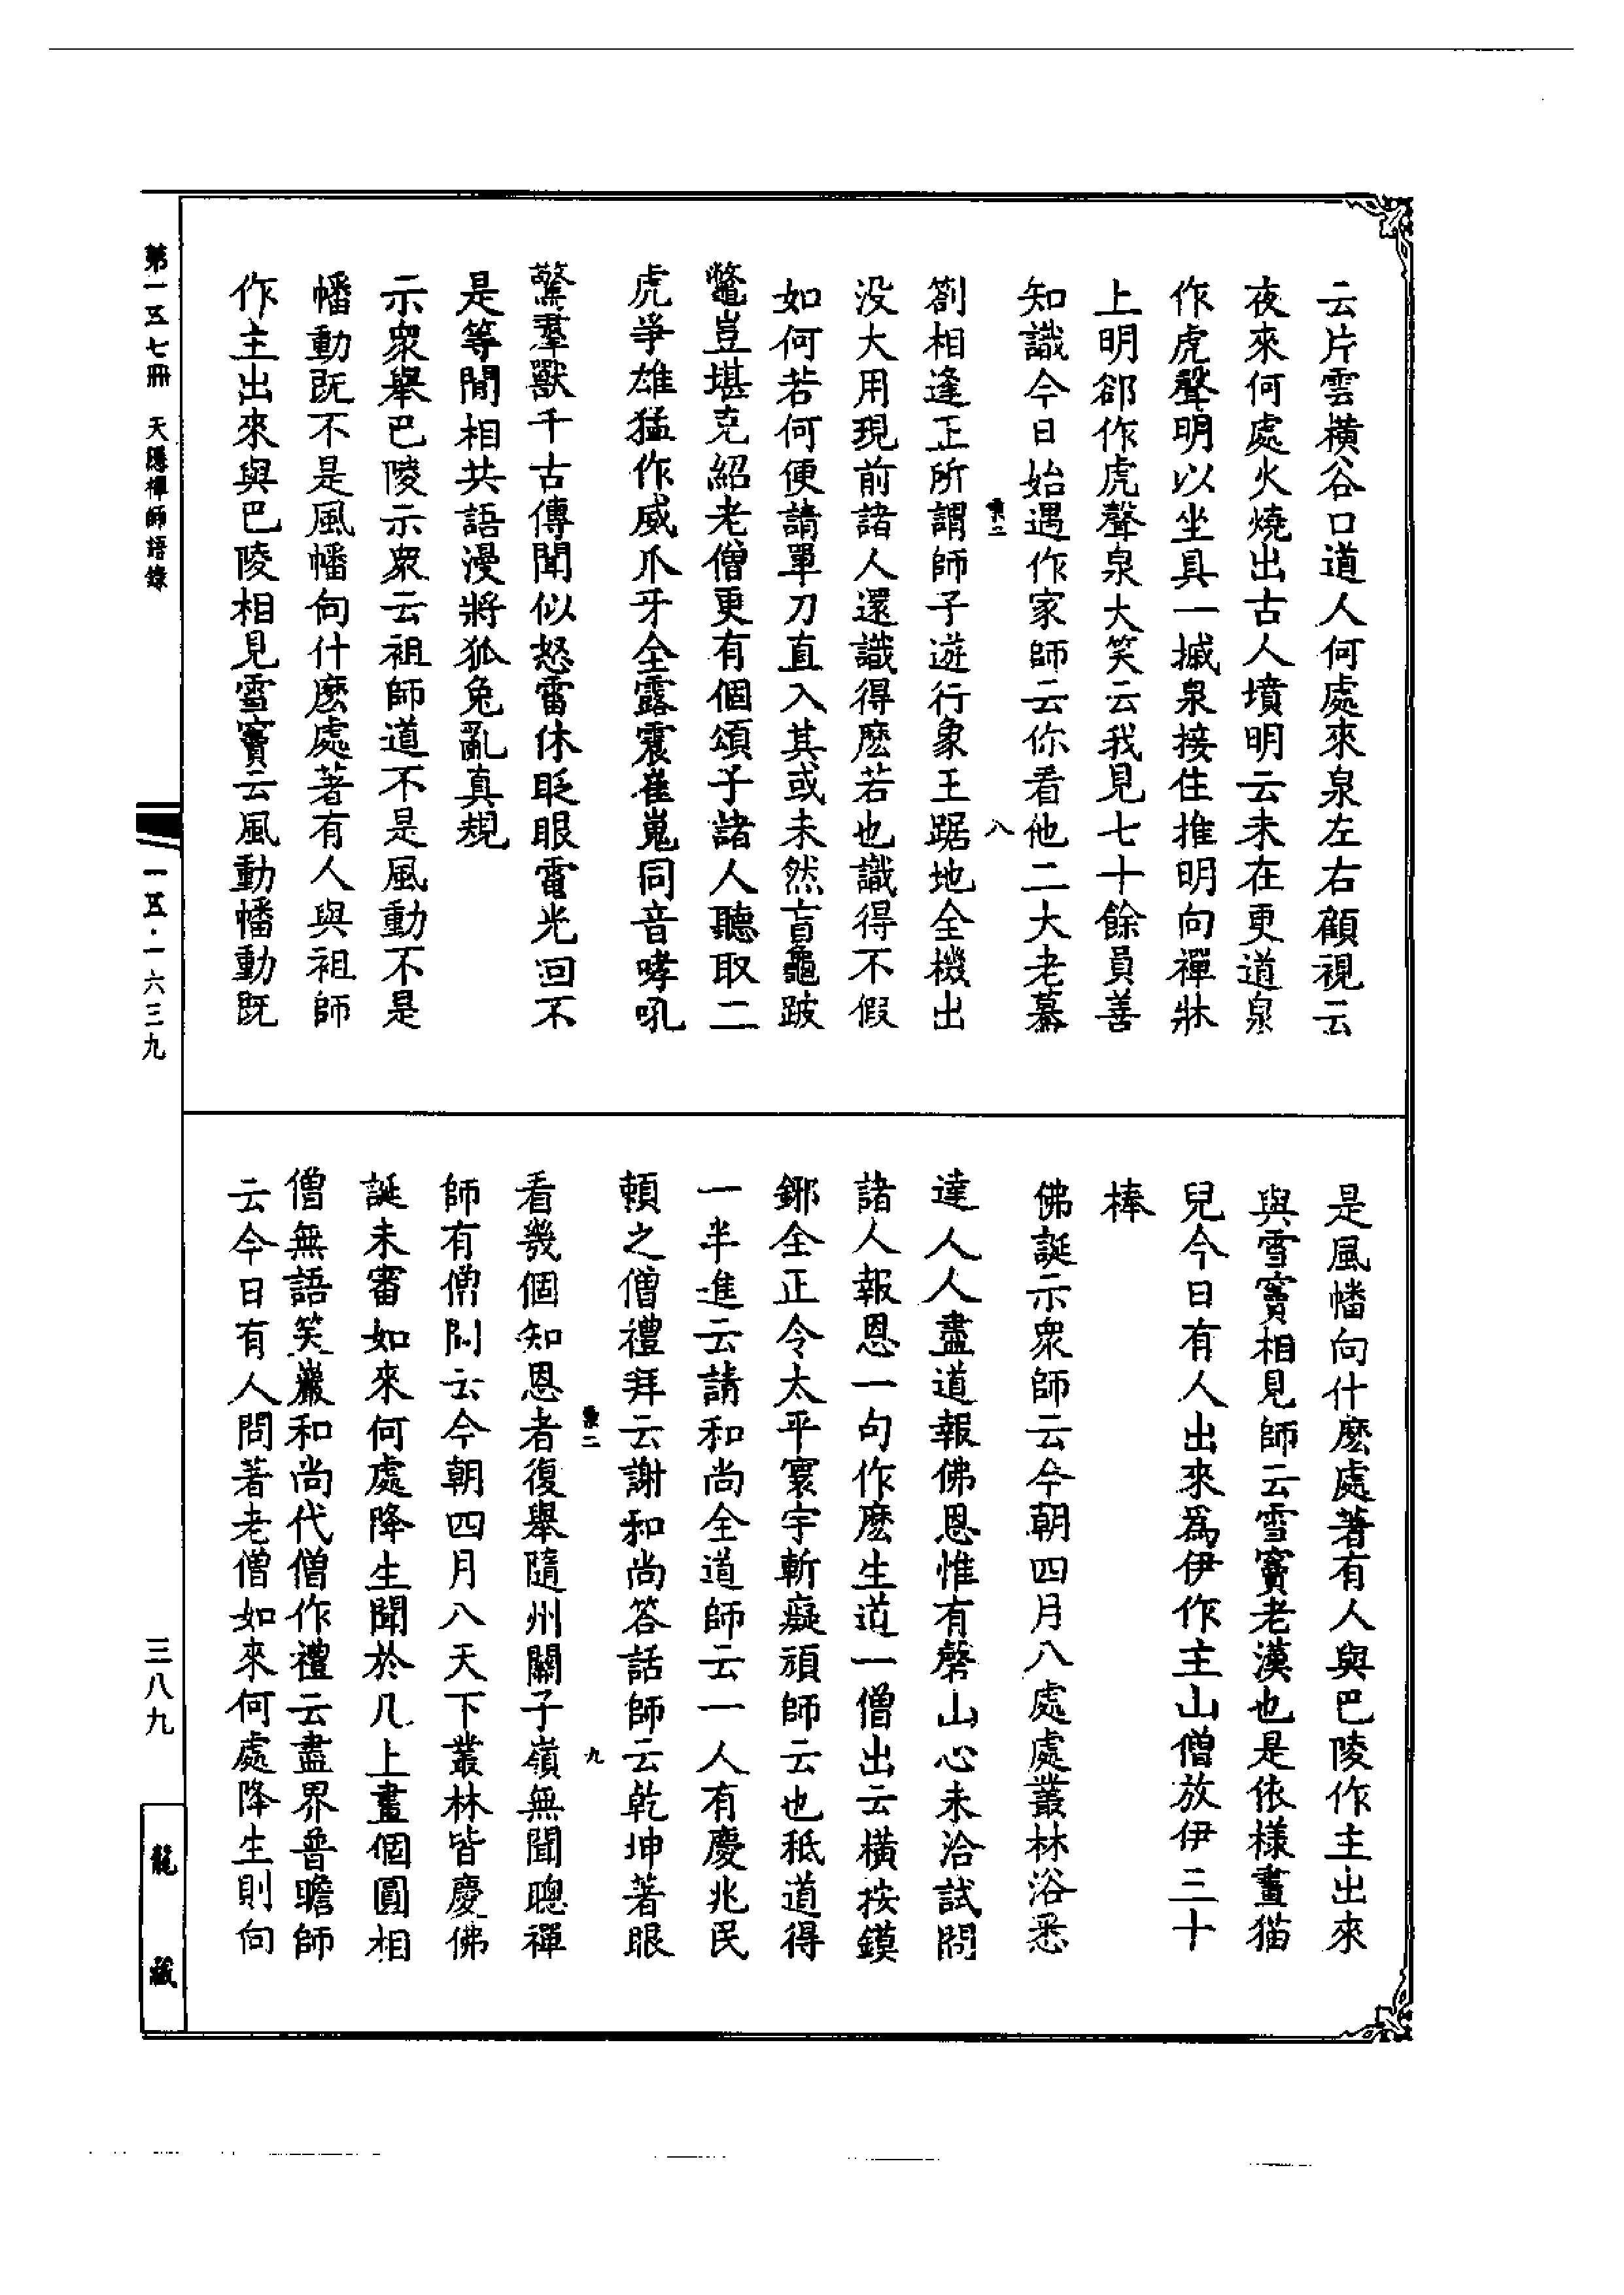 云片雲橫谷口道人何處來泉左右顧視云
夜來何處火燒出古人墳明云未在更道泉
作虎聲明以坐具一搣泉接住推明向禪牀
上明郤作虎聲泉大笑云我見七十餘員善
知識今日始遇作家師云你看他二大老驀
八
劄相逢正所謂師子遊行象王踞地全機出
没大用現前諸人還識得麽若也識得不假
如何若何便請單刀直入其或未然盲龜跛
鼈豈堪克紹老僧更有個頌子諸人聽取二
虎爭雄猛作威爪牙全露震崔嵬同音哮吼
驚羣獸千古傳聞似怒雷休眨眼電光回不
是等閒相共語漫將狐兔亂真規
示衆舉巴陵示衆云祖師道不是風動不是
幡動既不是風幡向什麽處著有人與祖師
作主出來與巴陵相見雪竇云風動幡動既
是風幡向什麽處著有人與巴陵作主出來
與雪竇相見師云雪竇老漢也是依樣畫猫
兒今日有人出來爲伊作主山僧放伊三十
棒
佛誕示衆師云今朝四月八處處叢林浴悉
達人人盡道報佛恩惟有磬山心未洽試問
諸人報恩一句作麽生道一僧出云橫按鏌
鋣全正令太平寰宇斬癡頑師云也秪道得
一半進云請和尚全道師云一人有慶兆民
賴之僧禮拜云謝和尚答話師云乾坤著眼
九
看幾個知恩者復舉隨州關子嶺無聞聰禪
師有僧問云今朝四月八天下叢林皆慶佛
誕未審如來何處降生聞於几上畫個圓相
僧無語笑巖和尚代僧作禮云盡界普瞻師
云今日有人問著老僧如來何處降生則向
第一五七冊　天隱禪師語錄
一五·一六三九
三八九
龍藏